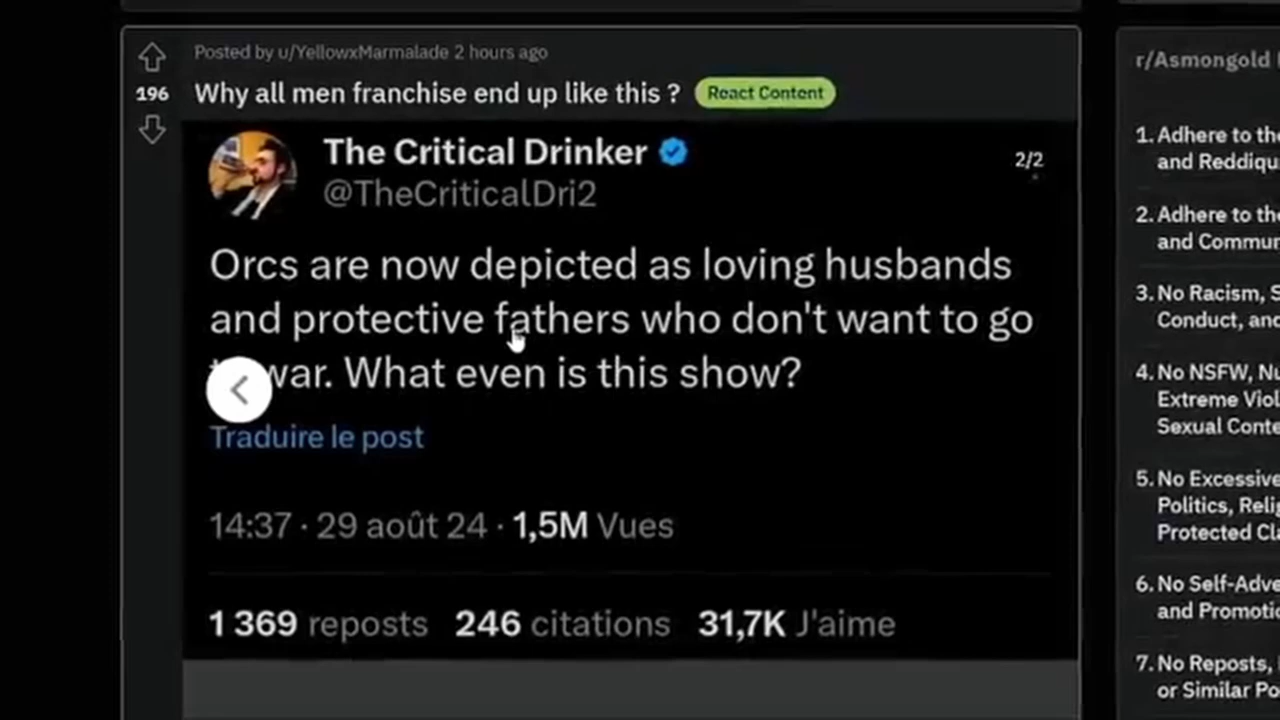 Posted by u/YellowxMarmalade 2 hours ago
196
Why all men franchise end up like this ?
React Content
The Critical Drinker
@TheCriticalDri2
2/2
Orcs are now depicted as loving husbands
and protective fathers who don't want to go
war. What even is this show?
Traduire le post
14:37 · 29 août 24 · 1,5M Vues
1 369 reposts 246 citations 31,7K J'aime
r/Asmongold
1. Adhere to the
and Reddiqu
2. Adhere to the
and Commun
3. No Racism, S
Conduct, and
4. No NSFW, Nu
Extreme Viol
Sexual Conte
5. No Excessive
Politics, Relig
Protected Cla
6. No Self-Adve
and Promotio
7. No Reposts,
or Similar Po